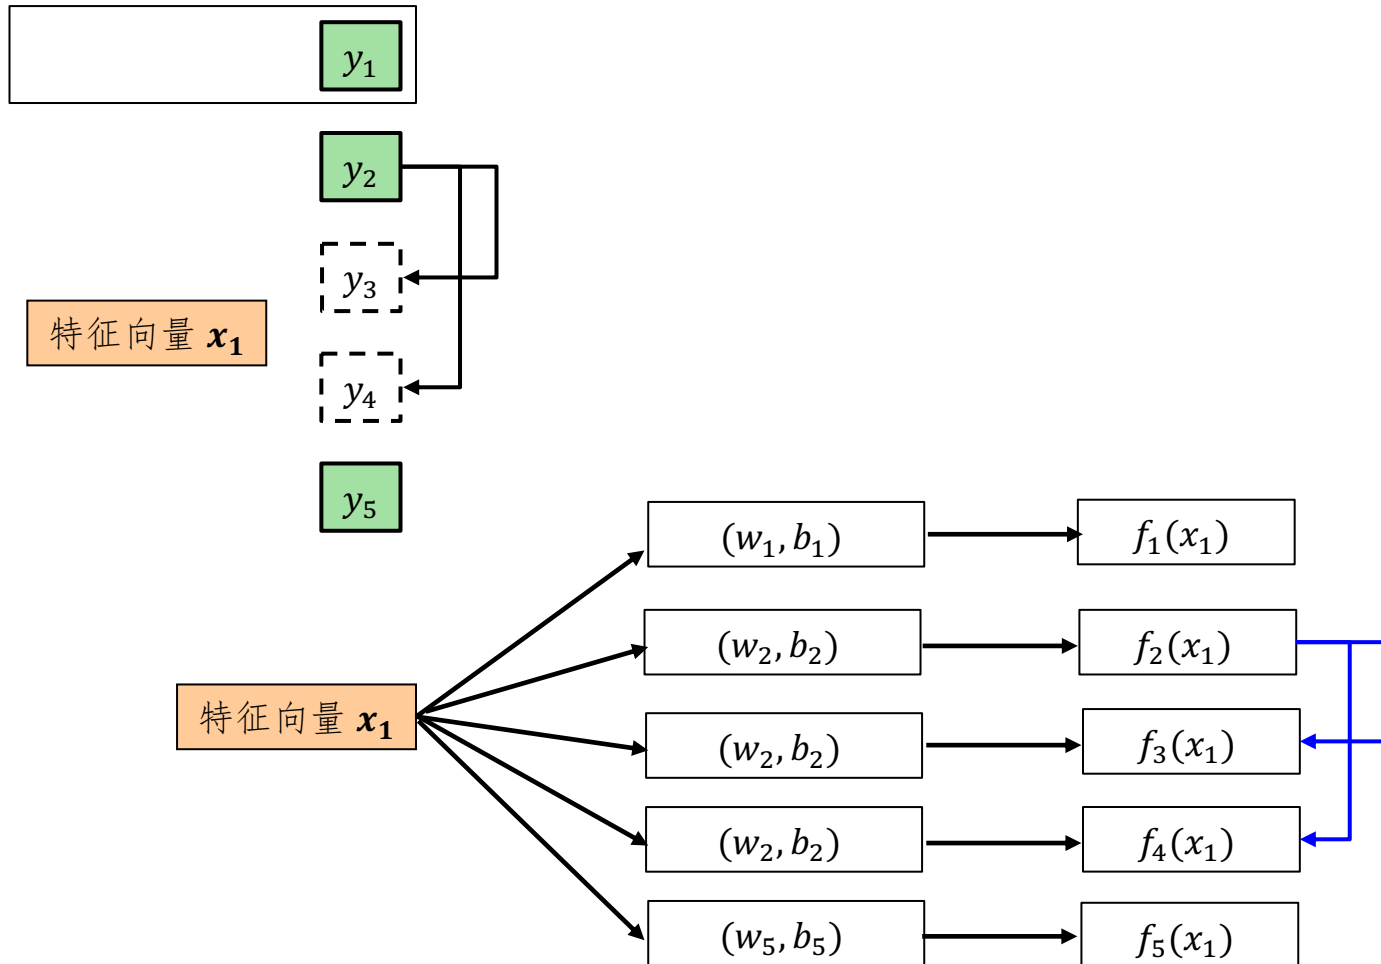 y₁
y₂
y₃
特征向量 x₁
y₄
y₅
(w₁, b₁)
f₁(x₁)
(w₂, b₂)
f₂(x₁)
特征向量 x₁
(w₂, b₂)
f₃(x₁)
(w₂, b₂)
f₄(x₁)
(w₅, b₅)
f₅(x₁)